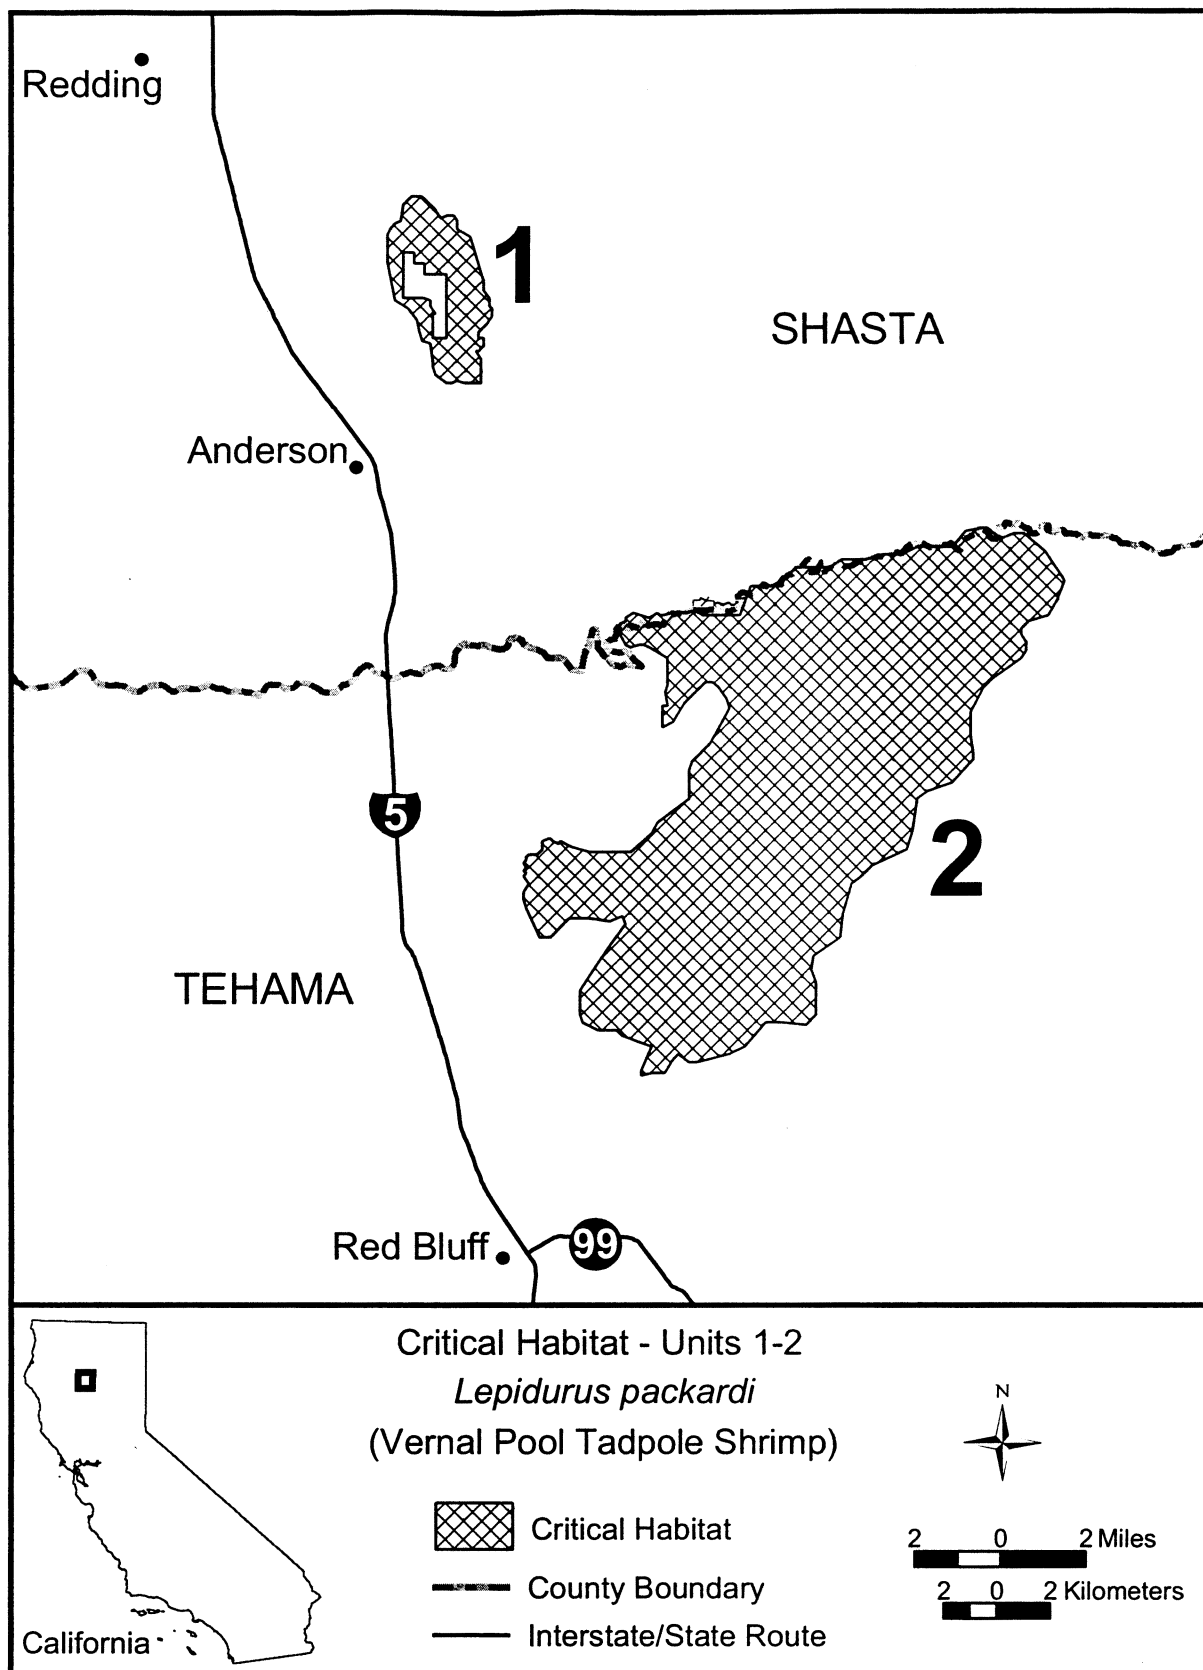 Redding
1
SHASTA
Anderson
5
2
TEHAMA
Red Bluff
99
Critical Habitat - Units 1-2
Lepidurus packardi
(Vernal Pool Tadpole Shrimp)
N
Critical Habitat
2 0 2 Miles
County Boundary
2 0 2 Kilometers
Interstate/State Route
California